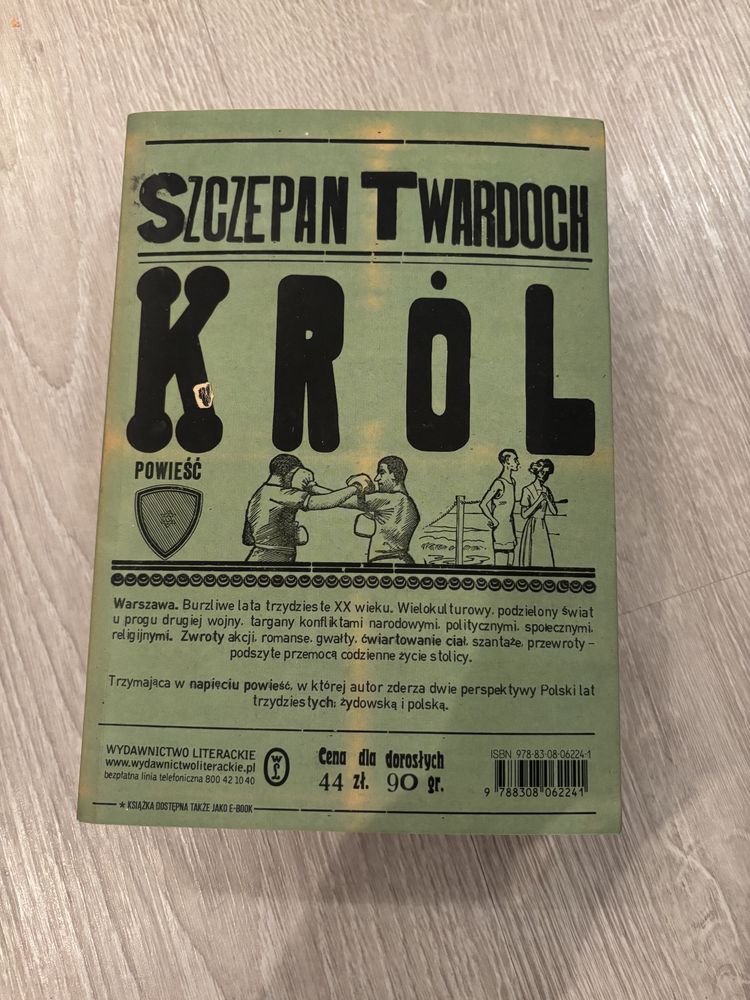 SZCZEPAN TWARDOCH
KRÓL
POWIEŚĆ
Warszawa. Burzliwe lata trzydzieste XX wieku. Wielokulturowy, podzielony świat
u progu drugiej wojny, targany konfliktami narodowymi, politycznymi, społecznymi,
religijnymi. Zwroty akcji, romanse, gwałty, ćwiartowanie ciał, szantaże, przewroty –
podszyte przemocą codzienne życie stolicy.
Trzymająca w napięciu powieść, w której autor zderza dwie perspektywy Polski lat
trzydziestych: żydowską i polską.
WYDAWNICTWO LITERACKIE
www.wydawnictwoliterackie.pl
bezpłatna linia telefoniczna 800 42 10 40
WL
Cena dla dorosłych
44 zł. 90 gr.
ISBN 978-83-08-06224-1
9 788308 062241
★ KSIĄŻKA DOSTĘPNA TAKŻE JAKO E-BOOK